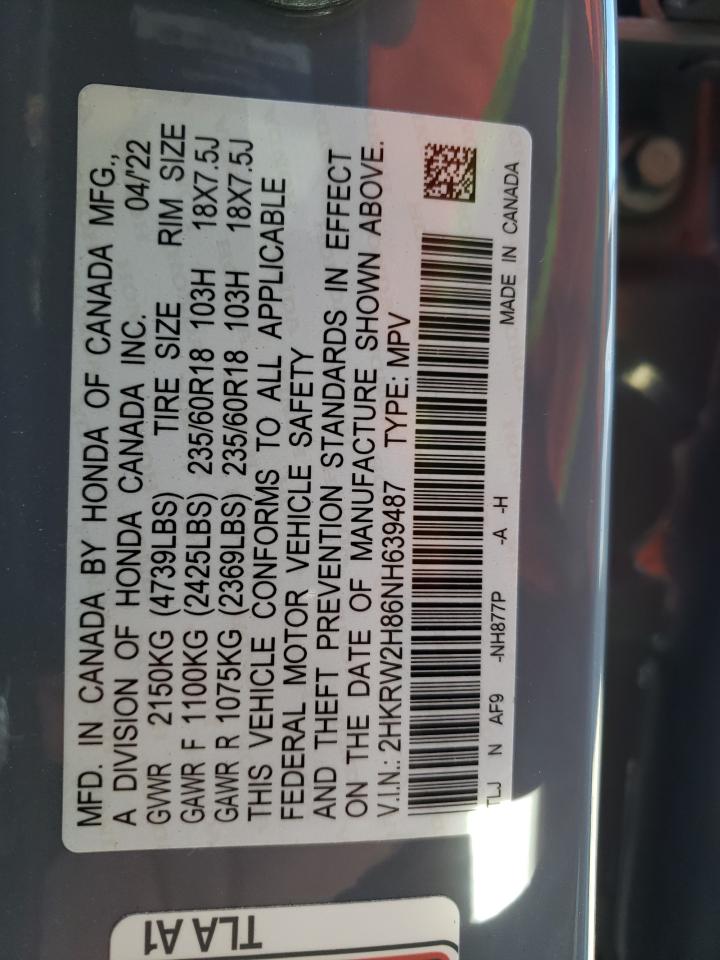 MFD. IN CANADA BY HONDA OF CANADA MFG.,
A DIVISION OF HONDA CANADA INC. 04/'22
GVWR 2150KG (4739LBS) TIRE SIZE RIM SIZE
GAWR F 1100KG (2425LBS) 235/60R18 103H 18X7.5J
GAWR R 1075KG (2369LBS) 235/60R18 103H 18X7.5J
THIS VEHICLE CONFORMS TO ALL APPLICABLE
FEDERAL MOTOR VEHICLE SAFETY
AND THEFT PREVENTION STANDARDS IN EFFECT
ON THE DATE OF MANUFACTURE SHOWN ABOVE.
V.I.N.: 2HKRW2H86NH639487 TYPE: MPV
TLJ N AF9 -NH877P -A -H MADE IN CANADA
TLA A1